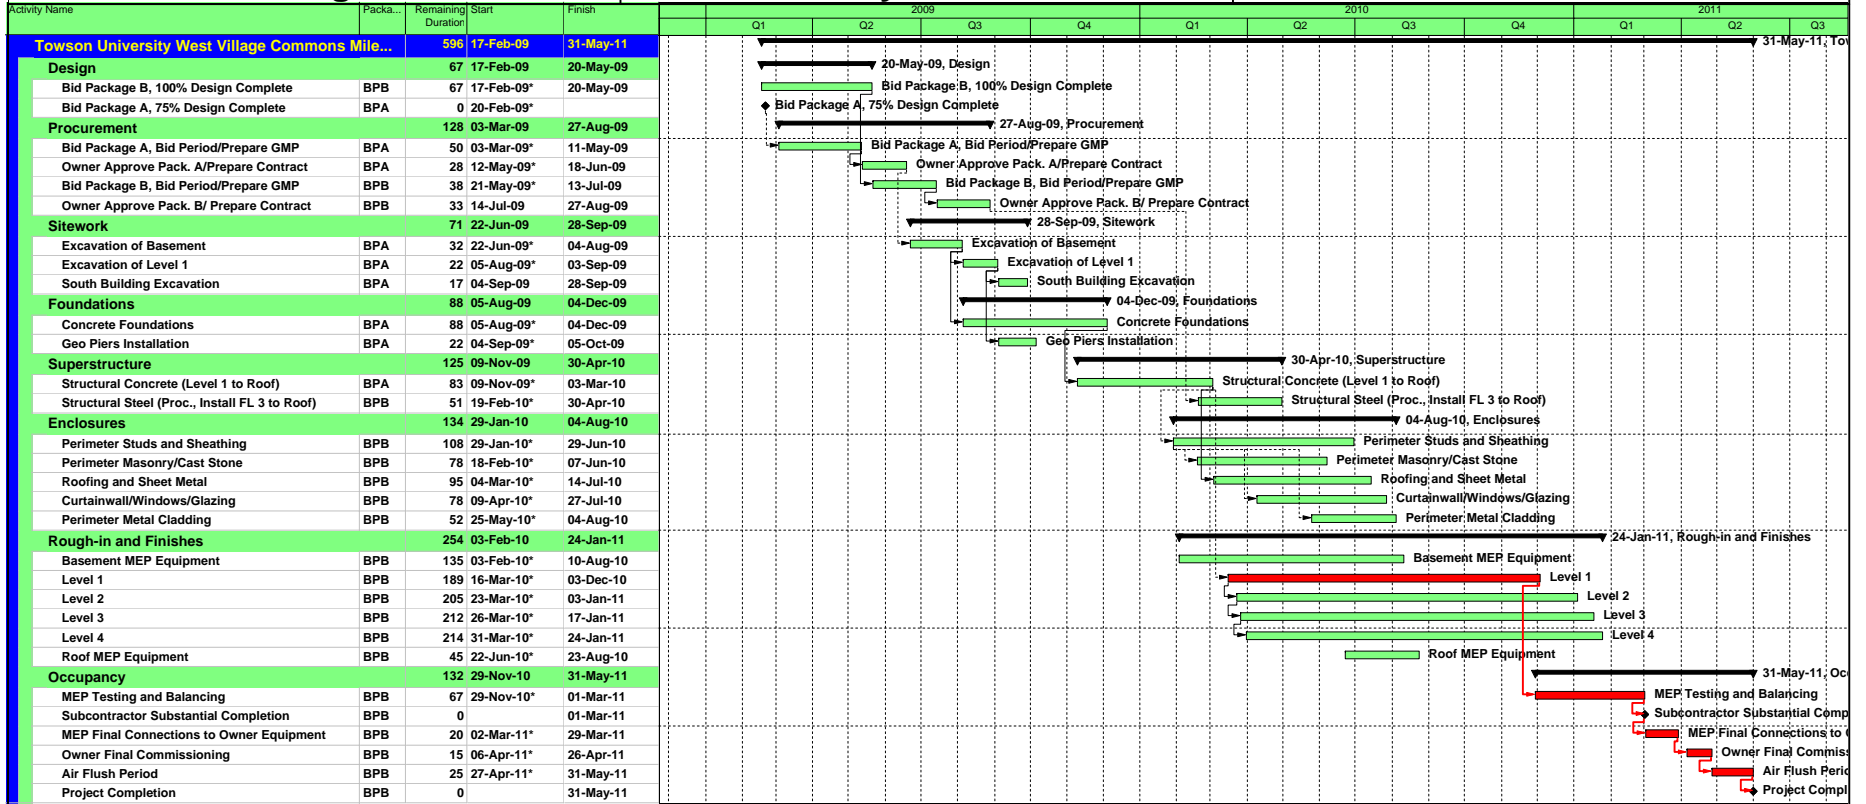 Activity Name Packa... Remaining Duration Start Finish 2009 2010 2011
Q1 Q2 Q3 Q4 Q1 Q2 Q3 Q4 Q1 Q2 Q3
Towson University West Village Commons Mile... 596 17-Feb-09 31-May-11 31-May-11, Tow
Design 67 17-Feb-09 20-May-09 20-May-09, Design
Bid Package B, 100% Design Complete BPB 67 17-Feb-09* 20-May-09 Bid Package B, 100% Design Complete
Bid Package A, 75% Design Complete BPA 0 20-Feb-09* Bid Package A, 75% Design Complete
Procurement 128 03-Mar-09 27-Aug-09 27-Aug-09, Procurement
Bid Package A, Bid Period/Prepare GMP BPA 50 03-Mar-09* 11-May-09 Bid Package A, Bid Period/Prepare GMP
Owner Approve Pack. A/Prepare Contract BPA 28 12-May-09* 18-Jun-09 Owner Approve Pack. A/Prepare Contract
Bid Package B, Bid Period/Prepare GMP BPB 38 21-May-09* 13-Jul-09 Bid Package B, Bid Period/Prepare GMP
Owner Approve Pack. B/ Prepare Contract BPB 33 14-Jul-09 27-Aug-09 Owner Approve Pack. B/ Prepare Contract
Sitework 71 22-Jun-09 28-Sep-09 28-Sep-09, Sitework
Excavation of Basement BPA 32 22-Jun-09* 04-Aug-09 Excavation of Basement
Excavation of Level 1 BPA 22 05-Aug-09* 03-Sep-09 Excavation of Level 1
South Building Excavation BPA 17 04-Sep-09 28-Sep-09 South Building Excavation
Foundations 88 05-Aug-09 04-Dec-09 04-Dec-09, Foundations
Concrete Foundations BPA 88 05-Aug-09* 04-Dec-09 Concrete Foundations
Geo Piers Installation BPA 22 04-Sep-09* 05-Oct-09 Geo Piers Installation
Superstructure 125 09-Nov-09 30-Apr-10 30-Apr-10, Superstructure
Structural Concrete (Level 1 to Roof) BPA 83 09-Nov-09* 03-Mar-10 Structural Concrete (Level 1 to Roof)
Structural Steel (Proc., Install FL 3 to Roof) BPB 51 19-Feb-10* 30-Apr-10 Structural Steel (Proc., Install FL 3 to Roof)
Enclosures 134 29-Jan-10 04-Aug-10 04-Aug-10, Enclosures
Perimeter Studs and Sheathing BPB 108 29-Jan-10* 29-Jun-10 Perimeter Studs and Sheathing
Perimeter Masonry/Cast Stone BPB 78 18-Feb-10* 07-Jun-10 Perimeter Masonry/Cast Stone
Roofing and Sheet Metal BPB 95 04-Mar-10* 14-Jul-10 Roofing and Sheet Metal
Curtainwall/Windows/Glazing BPB 78 09-Apr-10* 27-Jul-10 Curtainwall/Windows/Glazing
Perimeter Metal Cladding BPB 52 25-May-10* 04-Aug-10 Perimeter Metal Cladding
Rough-in and Finishes 254 03-Feb-10 24-Jan-11 24-Jan-11, Rough-in and Finishes
Basement MEP Equipment BPB 135 03-Feb-10* 10-Aug-10 Basement MEP Equipment
Level 1 BPB 189 16-Mar-10* 03-Dec-10 Level 1
Level 2 BPB 205 23-Mar-10* 03-Jan-11 Level 2
Level 3 BPB 212 26-Mar-10* 17-Jan-11 Level 3
Level 4 BPB 214 31-Mar-10* 24-Jan-11 Level 4
Roof MEP Equipment BPB 45 22-Jun-10* 23-Aug-10 Roof MEP Equipment
Occupancy 132 29-Nov-10 31-May-11 31-May-11, Oc
MEP Testing and Balancing BPB 67 29-Nov-10* 01-Mar-11 MEP Testing and Balancing
Subcontractor Substantial Completion BPB 0 01-Mar-11 Subcontractor Substantial Comp
MEP Final Connections to Owner Equipment BPB 20 02-Mar-11* 29-Mar-11 MEP Final Connections to
Owner Final Commissioning BPB 15 06-Apr-11* 26-Apr-11 Owner Final Commis
Air Flush Period BPB 25 27-Apr-11* 31-May-11 Air Flush Peri
Project Completion BPB 0 31-May-11 Project Compl